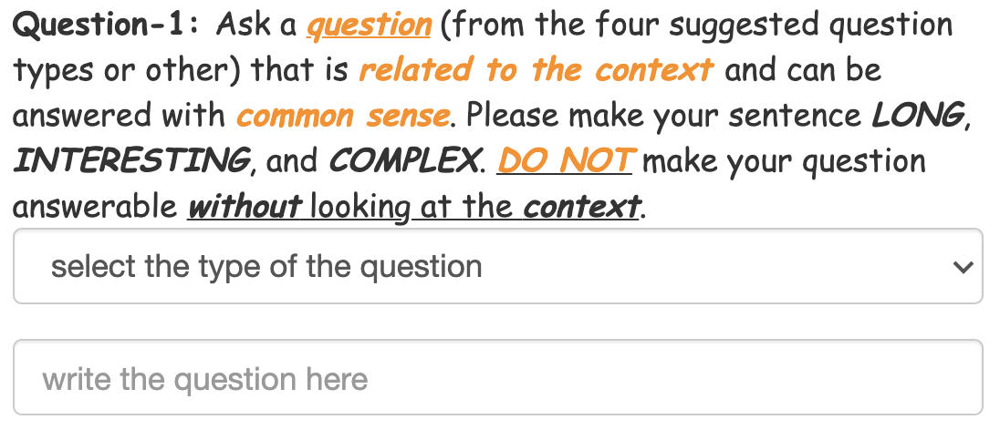 Question-1: Ask a question (from the four suggested question
types or other) that is related to the context and can be
answered with common sense. Please make your sentence LONG,
INTERESTING, and COMPLEX. DO NOT make your question
answerable without looking at the context.
select the type of the question
write the question here